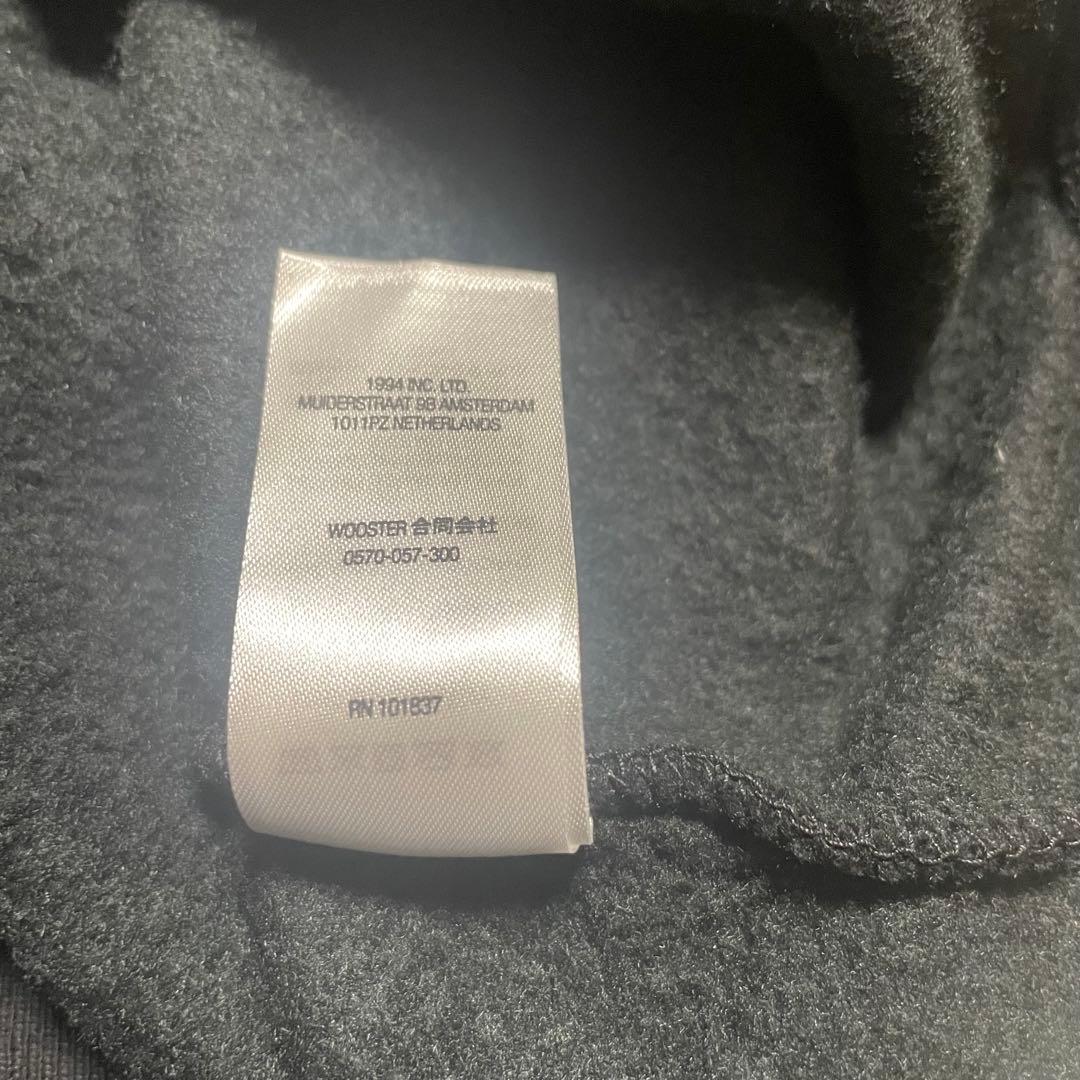 1994 INC. LTD.
MUIDERSTRAAT 9B AMSTERDAM
1011PZ NETHERLANDS
WOOSTER 合同会社
0570-057-300
RN 101837